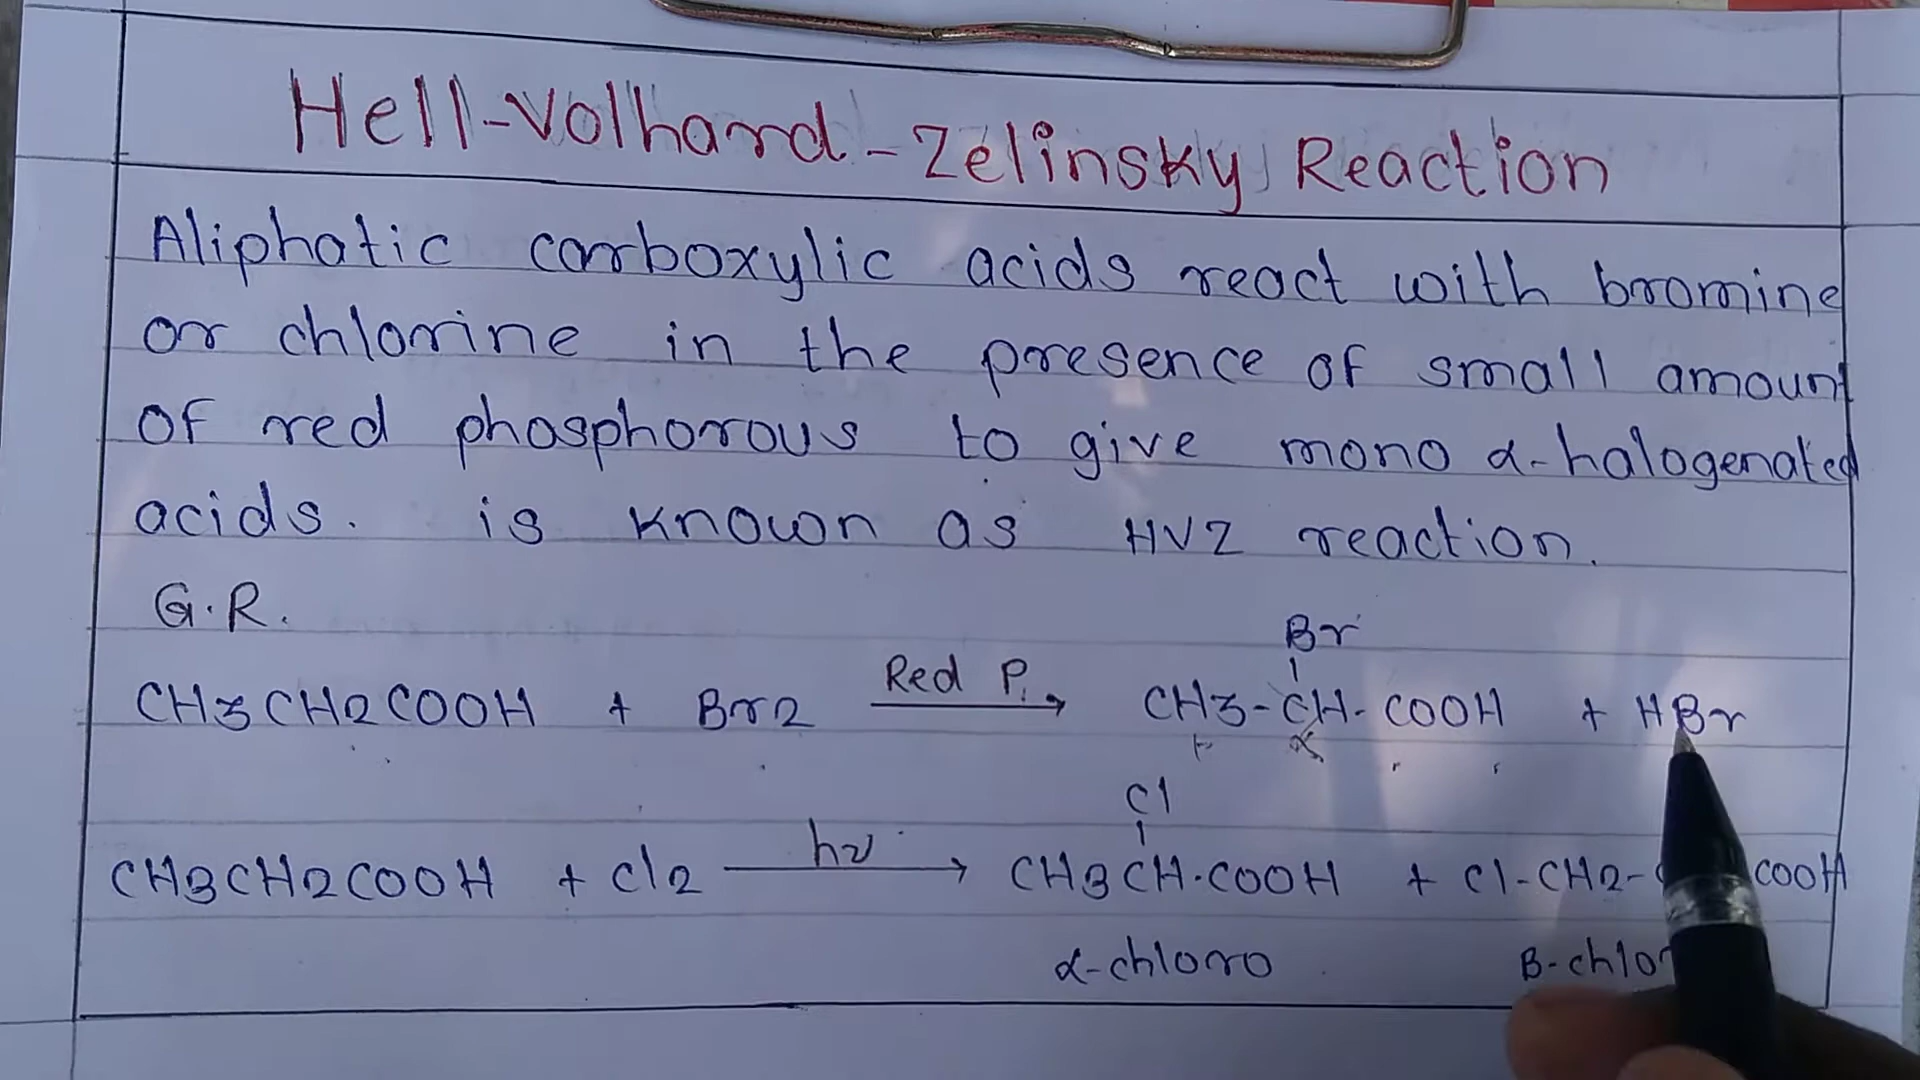 Hell-Volhard-Zelinsky Reaction
Aliphatic carboxylic acids react with bromine
or chlorine in the presence of small amount
of red phosphorous to give mono α-halogenated
acids. is known as HVZ reaction.
G.R.
Br
CH3CH2COOH + Br2 Red P. → CH3-CH-COOH + HBr
α
Cl
CH3CH2COOH + Cl2 hν → CH3CH-COOH + Cl-CH2- COOH
α-chloro